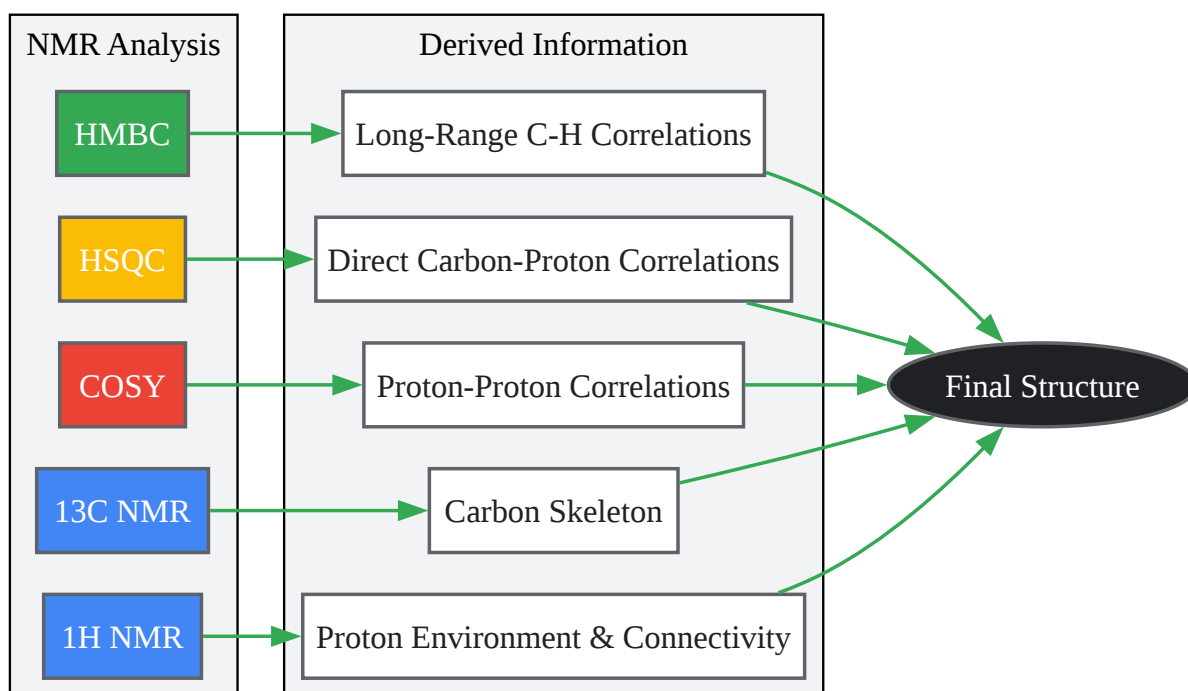 NMR Analysis
Derived Information
HMBC
Long-Range C-H Correlations
HSQC
Direct Carbon-Proton Correlations
COSY
Proton-Proton Correlations
Final Structure
13C NMR
Carbon Skeleton
1H NMR
Proton Environment & Connectivity